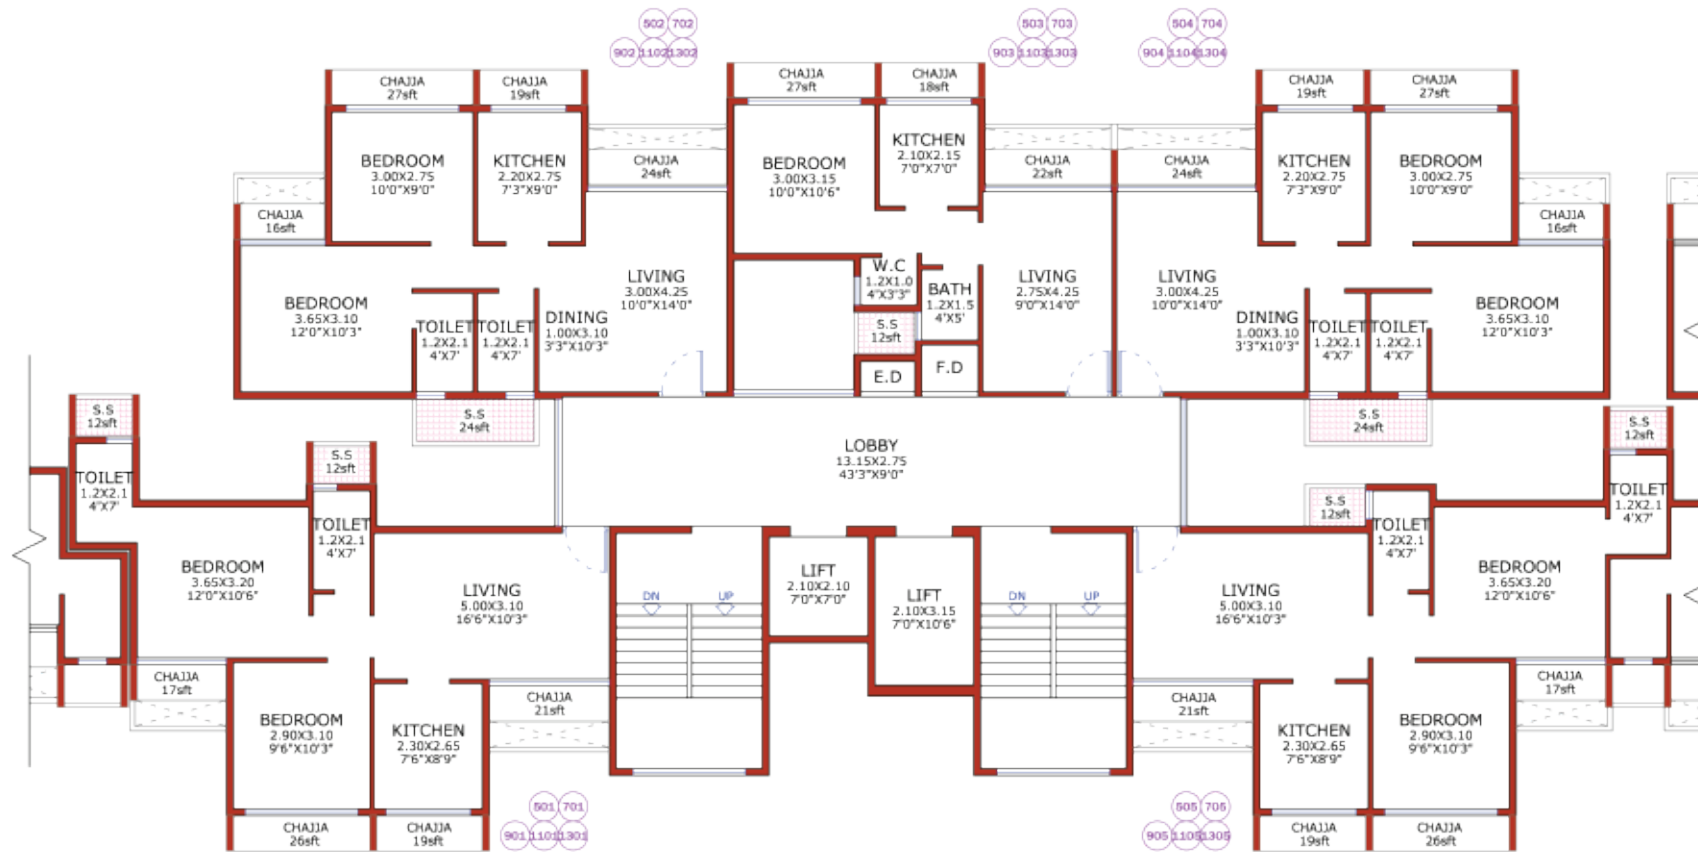 502 702
902 1102 1302
503 703
903 1103 1303
504 704
904 1104 1304
CHAJJA
27sft
CHAJJA
19sft
CHAJJA
27sft
CHAJJA
18sft
CHAJJA
19sft
CHAJJA
27sft
BEDROOM
3.00X2.75
10'0"X9'0"
KITCHEN
2.20X2.75
7'3"X9'0"
CHAJJA
24sft
BEDROOM
3.00X3.15
10'0"X10'6"
KITCHEN
2.10X2.15
7'0"X7'0"
CHAJJA
22sft
CHAJJA
24sft
KITCHEN
2.20X2.75
7'3"X9'0"
BEDROOM
3.00X2.75
10'0"X9'0"
CHAJJA
16sft
CHAJJA
16sft
BEDROOM
3.65X3.10
12'0"X10'3"
TOILET
1.2X2.1
4'X7'
TOILET
1.2X2.1
4'X7'
DINING
1.00X3.10
3'3"X10'3"
LIVING
3.00X4.25
10'0"X14'0"
W.C
1.2X1.0
4"X3'3"
BATH
1.2X1.5
4'X5'
S.S
12sft
E.D
F.D
LIVING
2.75X4.25
9'0"X14'0"
LIVING
3.00X4.25
10'0"X14'0"
DINING
1.00X3.10
3'3"X10'3"
TOILET
1.2X2.1
4'X7'
TOILET
1.2X2.1
4'X7'
BEDROOM
3.65X3.10
12'0"X10'3"
S.S
12sft
S.S
24sft
S.S
24sft
S.S
12sft
LOBBY
13.15X2.75
43'3"X9'0"
S.S
12sft
TOILET
1.2X2.1
4"X7'
TOILET
1.2X2.1
4'X7'
S.S
12sft
TOILET
1.2X2.1
4"X7'
TOILET
1.2X2.1
4'X7'
BEDROOM
3.65X3.20
12'0"X10'6"
LIVING
5.00X3.10
16'6"X10'3"
DN UP
LIFT
2.10X2.10
7'0"X7'0"
LIFT
2.10X3.15
7'0"X10'6"
DN UP
LIVING
5.00X3.10
16'6"X10'3"
BEDROOM
3.65X3.20
12'0"X10'6"
CHAJJA
17sft
BEDROOM
2.90X3.10
9'6"X10'3"
KITCHEN
2.30X2.65
7'6"X8'9"
CHAJJA
21sft
CHAJJA
21sft
KITCHEN
2.30X2.65
7'6"X8'9"
BEDROOM
2.90X3.10
9'6"X10'3"
CHAJJA
17sft
CHAJJA
26sft
CHAJJA
19sft
501 701
901 1101 1301
505 705
905 1105 1305
CHAJJA
19sft
CHAJJA
26sft